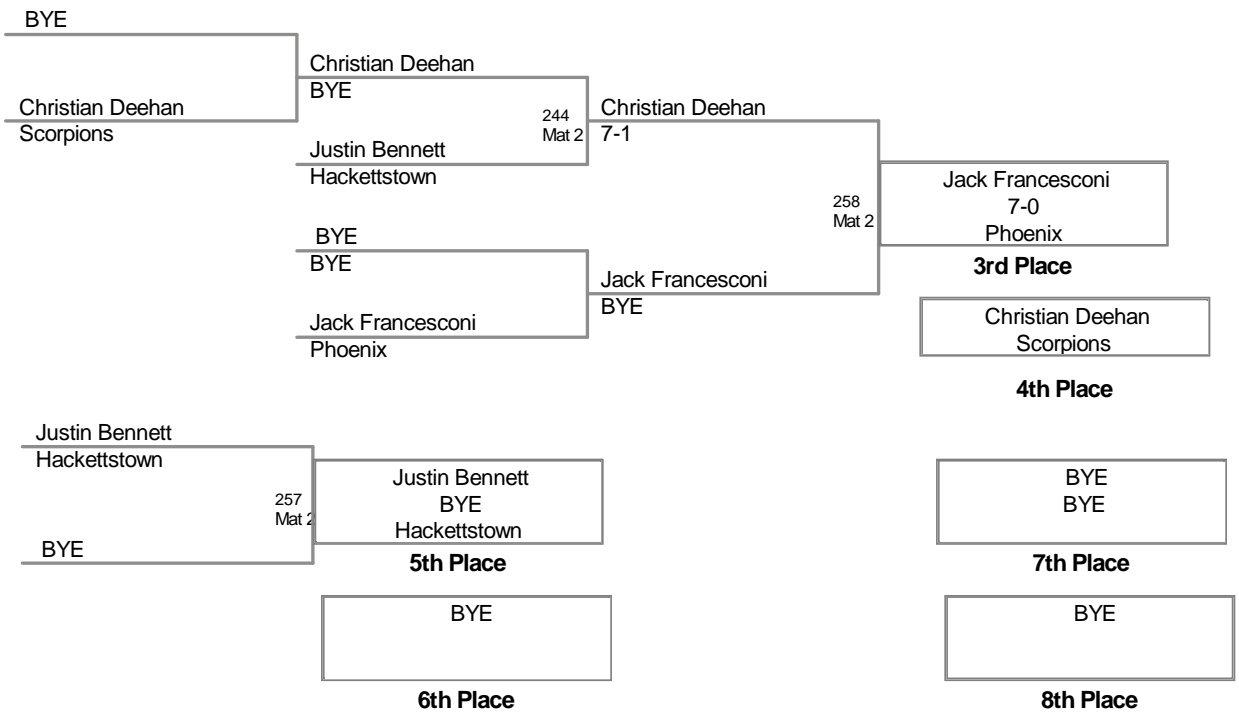 BYE
Christian Deehan
Scorpions
Christian Deehan
BYE
Justin Bennett
Hackettstown
244
Mat 2
Christian Deehan
7-1
BYE
BYE
Jack Francesconi
Phoenix
Jack Francesconi
BYE
258
Mat 2
Jack Francesconi
7-0
Phoenix
3rd Place
Christian Deehan
Scorpions
4th Place
Justin Bennett
Hackettstown
BYE
257
Mat 2
Justin Bennett
BYE
Hackettstown
5th Place
BYE
6th Place
BYE
BYE
7th Place
BYE
8th Place